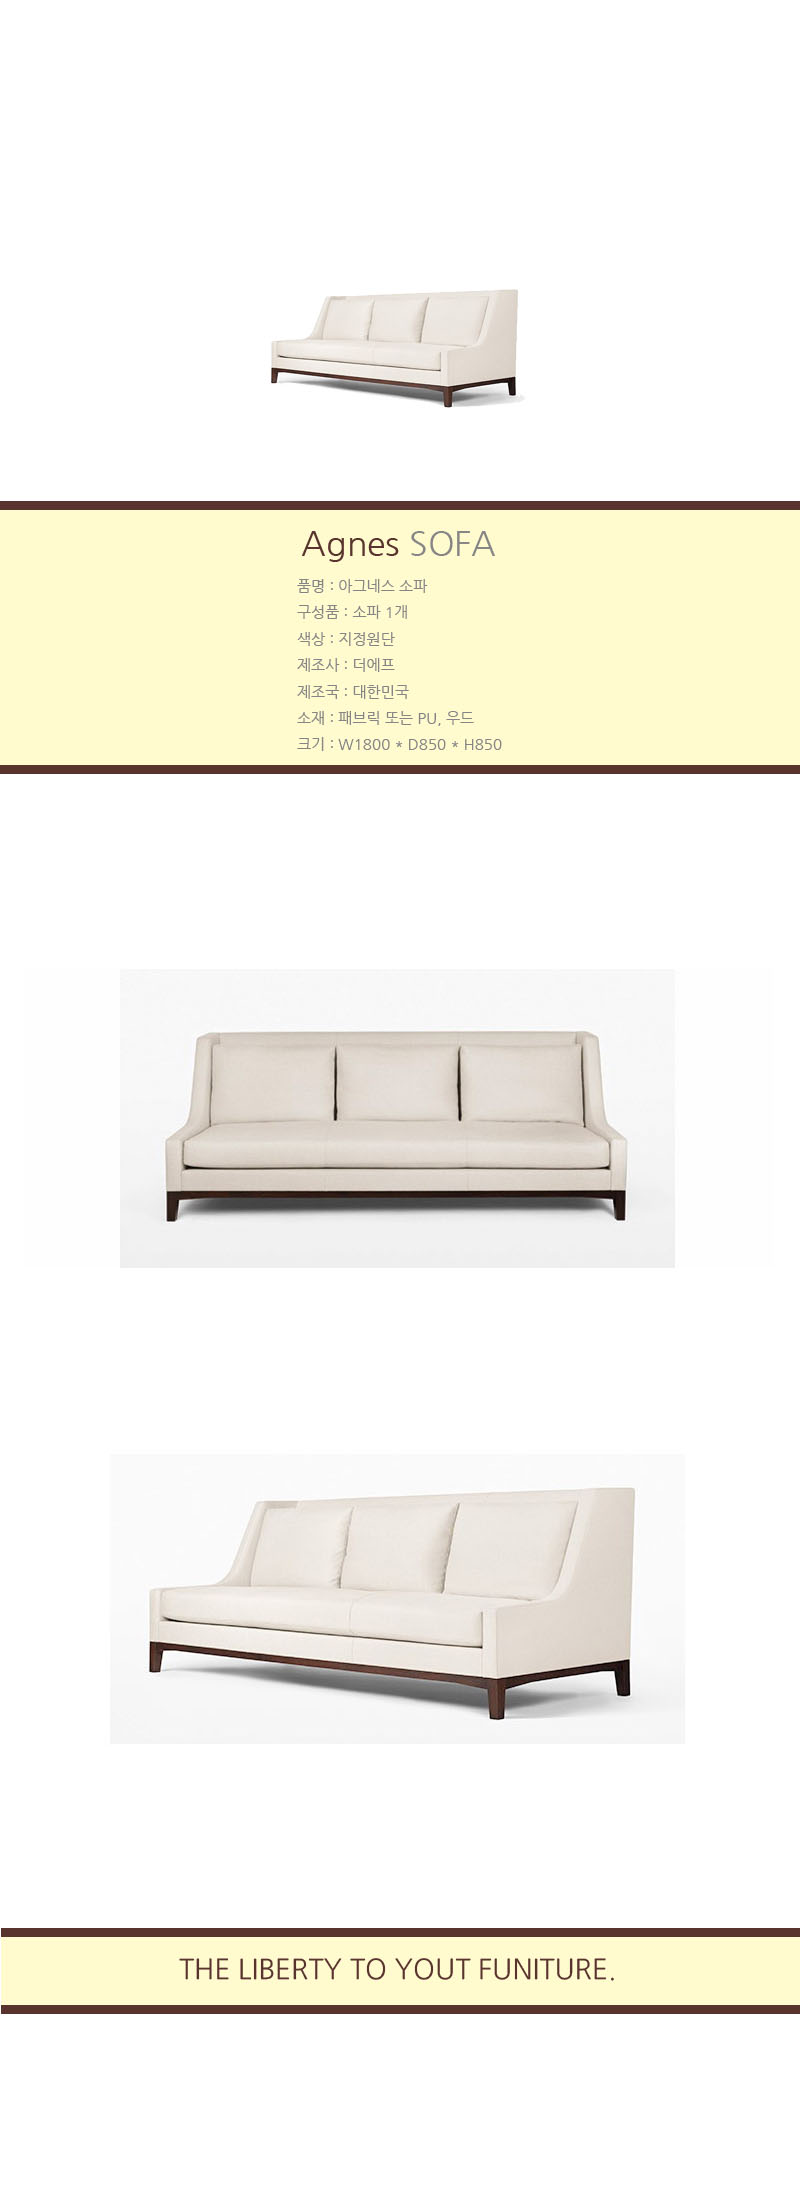 Agnes SOFA
품명 : 아그네스 소파
구성품 : 소파 1개
색상 : 지정원단
제조사 : 더에프
제조국 : 대한민국
소재 : 패브릭 또는 PU, 우드
크기 : W1800 * D850 * H850
THE LIBERTY TO YOUT FUNITURE.